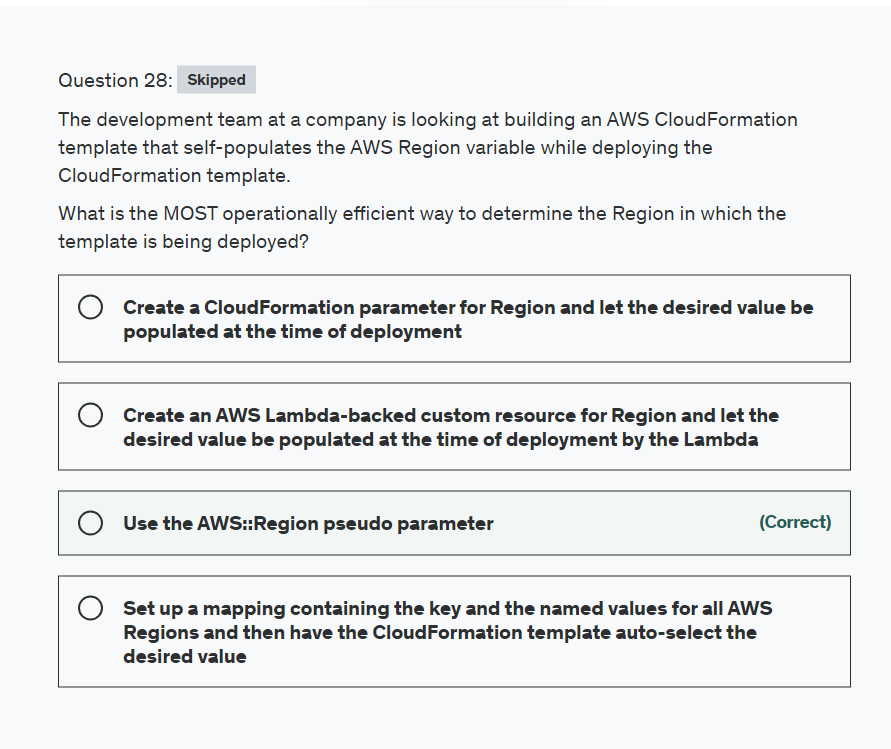 Question 28: Skipped
The development team at a company is looking at building an AWS CloudFormation
template that self-populates the AWS Region variable while deploying the
CloudFormation template.
What is the MOST operationally efficient way to determine the Region in which the
template is being deployed?
Create a CloudFormation parameter for Region and let the desired value be
populated at the time of deployment
Create an AWS Lambda-backed custom resource for Region and let the
desired value be populated at the time of deployment by the Lambda
Use the AWS::Region pseudo parameter (Correct)
Set up a mapping containing the key and the named values for all AWS
Regions and then have the CloudFormation template auto-select the
desired value